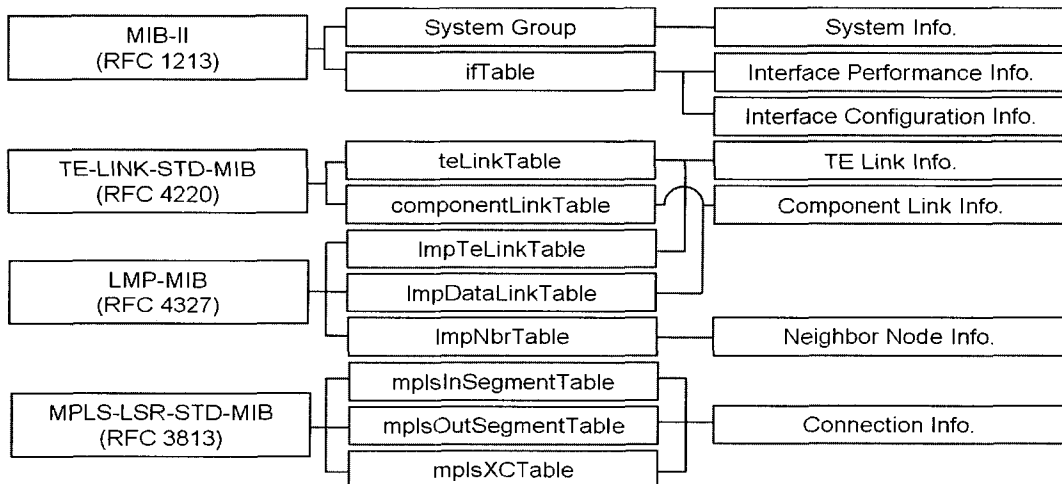 MIB-II
(RFC 1213)
System Group
System Info.
ifTable
Interface Performance Info.
Interface Configuration Info.
TE-LINK-STD-MIB
(RFC 4220)
teLinkTable
TE Link Info.
componentLinkTable
Component Link Info.
LMP-MIB
(RFC 4327)
lmpTeLinkTable
lmpDataLinkTable
lmpNbrTable
Neighbor Node Info.
MPLS-LSR-STD-MIB
(RFC 3813)
mplsInSegmentTable
mplsOutSegmentTable
mplsXCTable
Connection Info.